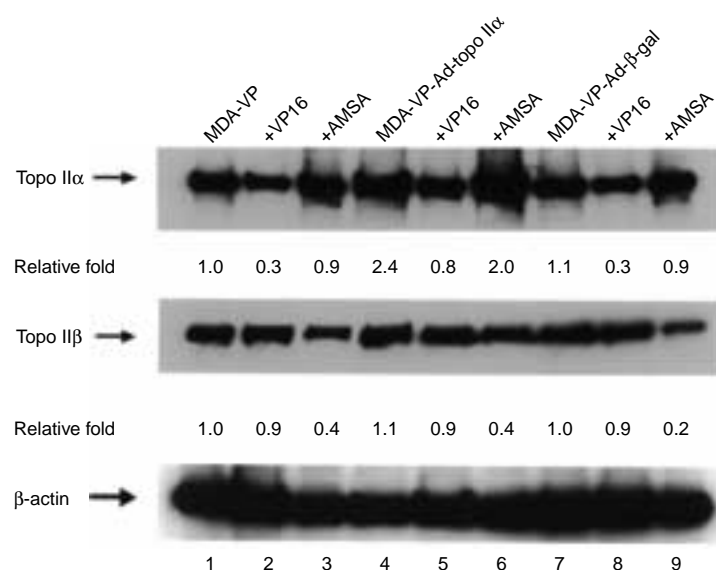 MDA-VP +VP16 +AMSA MDA-VP-Ad-topo IIα +VP16 +AMSA MDA-VP-Ad-β-gal +VP16 +AMSA
Topo IIα
Relative fold 1.0 0.3 0.9 2.4 0.8 2.0 1.1 0.3 0.9
Topo IIβ
Relative fold 1.0 0.9 0.4 1.1 0.9 0.4 1.0 0.9 0.2
β-actin
1 2 3 4 5 6 7 8 9